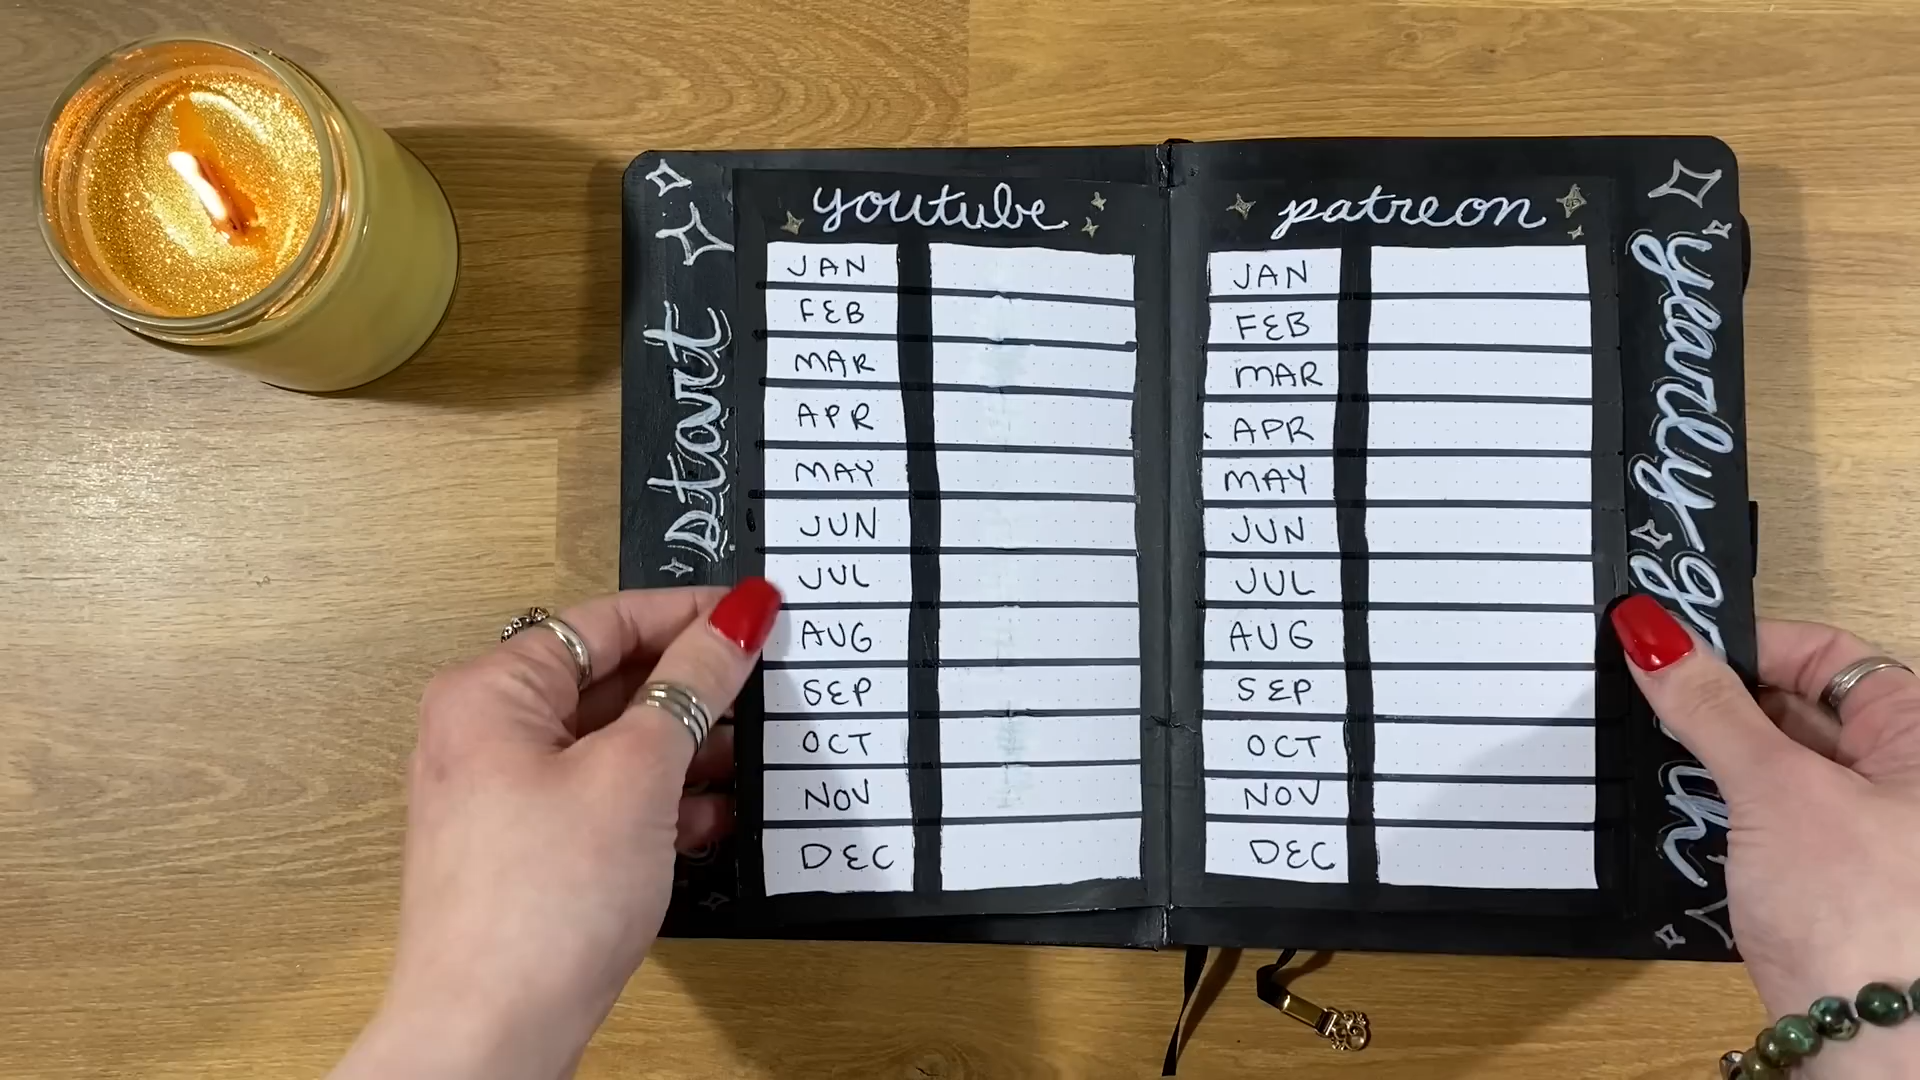 start
youtube
JAN
FEB
MAR
APR
MAY
JUN
JUL
AUG
SEP
OCT
NOV
DEC
patreon
JAN
FEB
MAR
APR
MAY
JUN
JUL
AUG
SEP
OCT
NOV
DEC
yearly